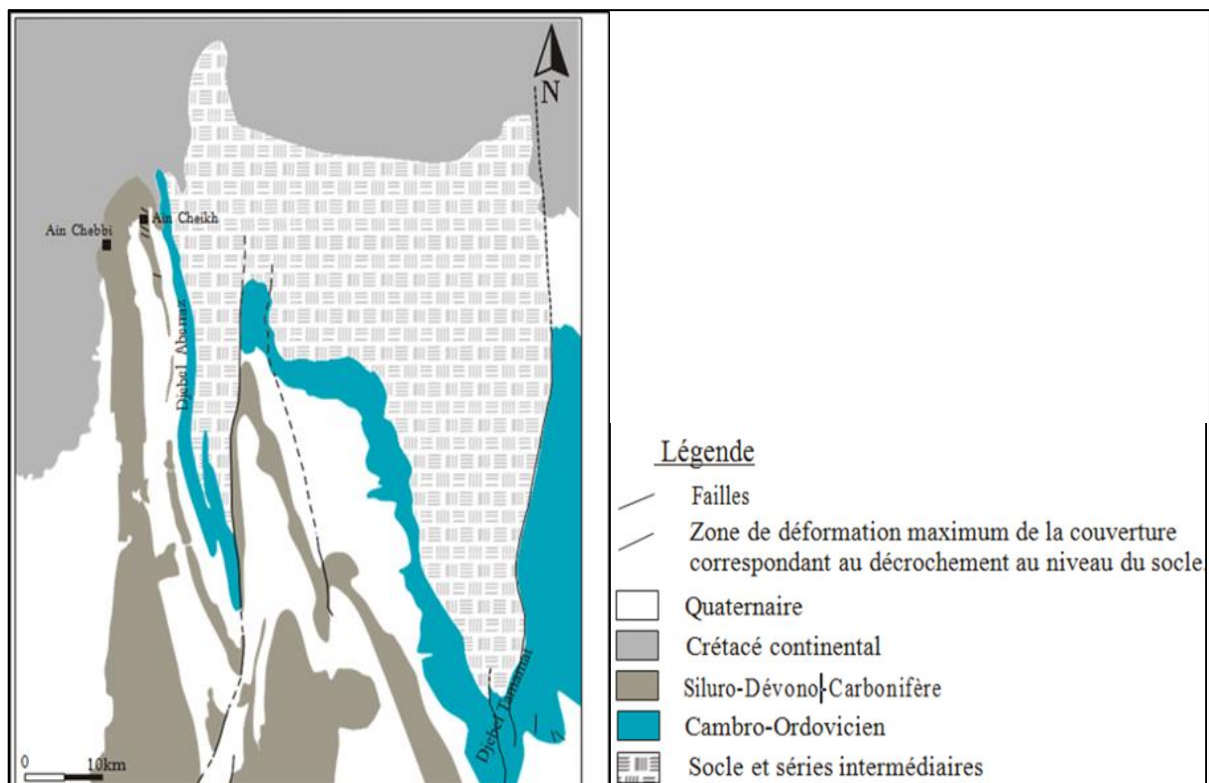 N
Ain Cheikh
Ain Chebbi
Djebel Abenaz
Djebel Tamamat
0 10km
Légende
Failles
Zone de déformation maximum de la couverture
correspondant au décrochement au niveau du socle.
Quaternaire
Crétacé continental
Siluro-Dévono-Carbonifère
Cambro-Ordovicien
Socle et séries intermédiaires